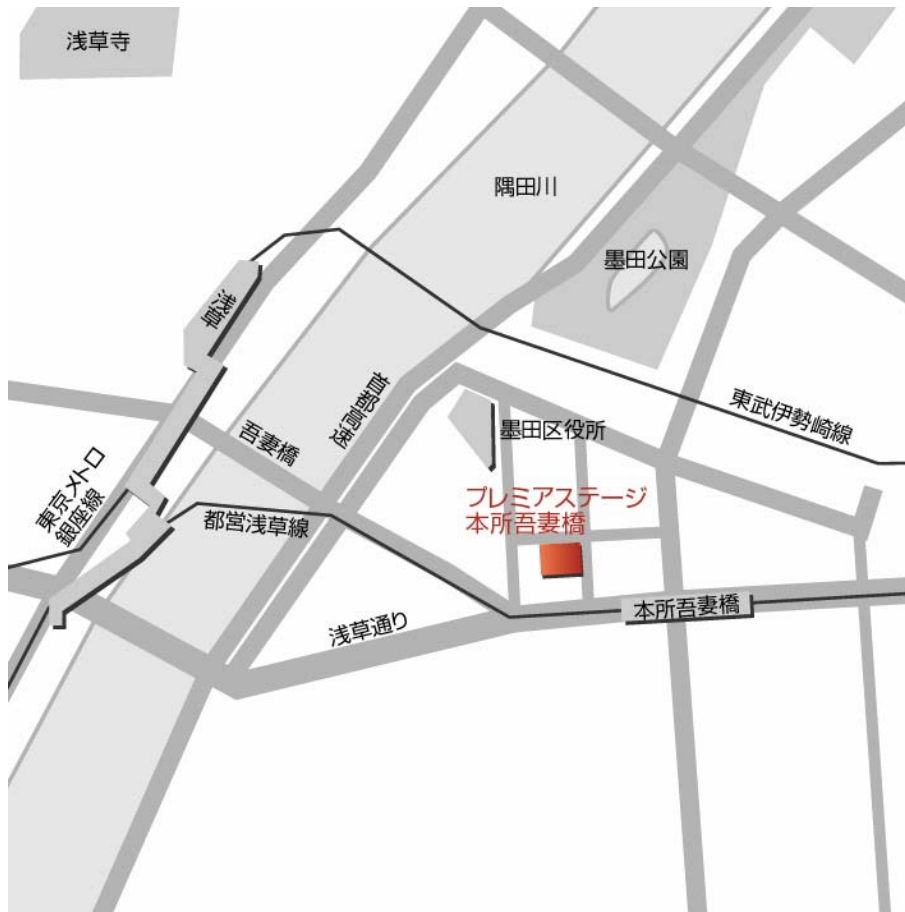 浅草寺
隅田川
墨田公園
浅草
首都高速
東武伊勢崎線
吾妻橋
墨田区役所
東京メトロ
銀座線
プレミアステージ
本所吾妻橋
都営浅草線
本所吾妻橋
浅草通り